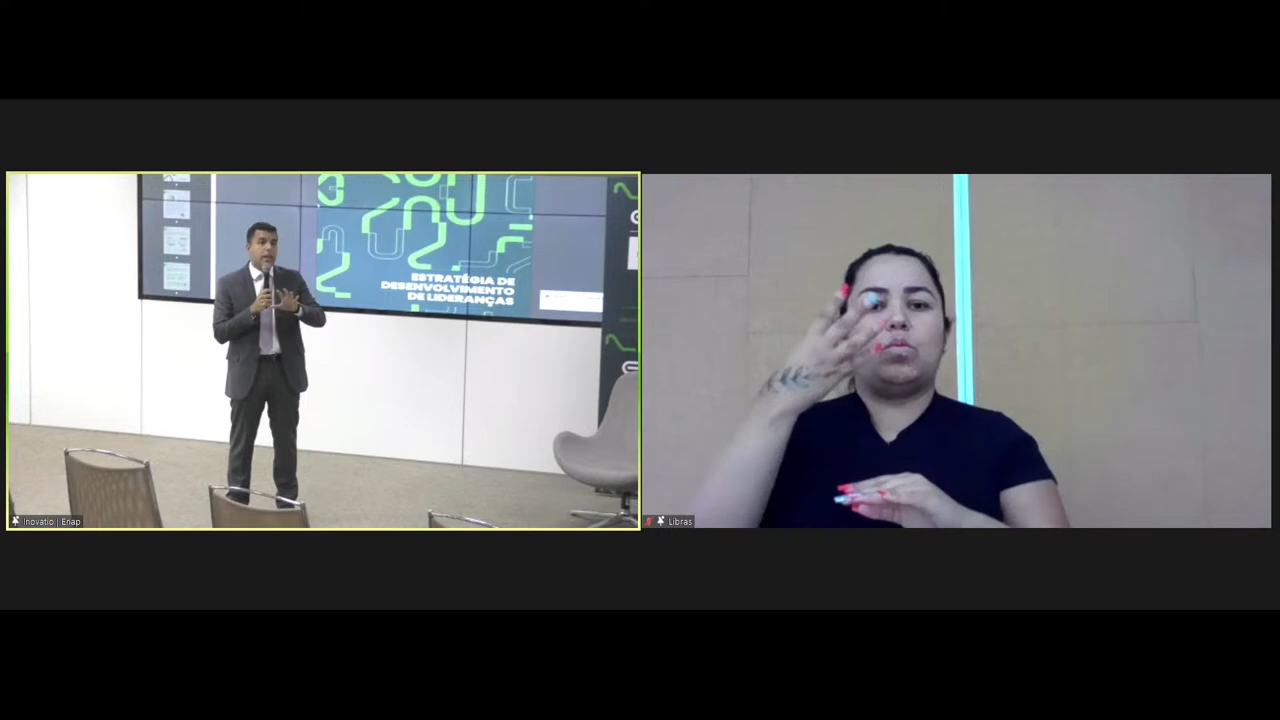 ESTRATÉGIA DE
DESENVOLVIMENTO
DE LIDERANÇAS
Inovatio | Enap
Libras